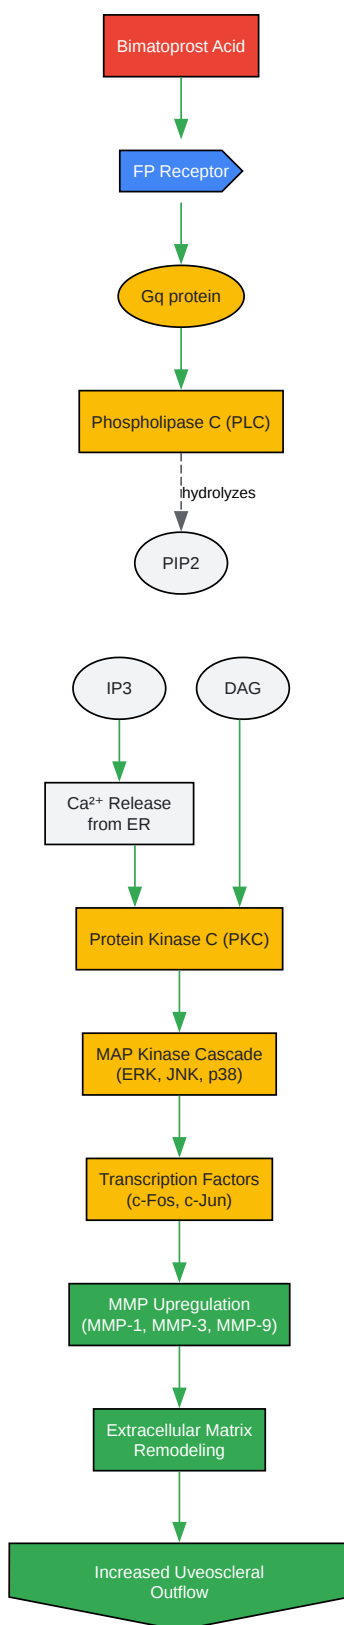 Bimatoprost Acid
FP Receptor
Gq protein
Phospholipase C (PLC)
hydrolyzes
PIP2
IP3
DAG
Ca²⁺ Release
from ER
Protein Kinase C (PKC)
MAP Kinase Cascade
(ERK, JNK, p38)
Transcription Factors
(c-Fos, c-Jun)
MMP Upregulation
(MMP-1, MMP-3, MMP-9)
Extracellular Matrix
Remodeling
Increased Uveoscleral
Outflow